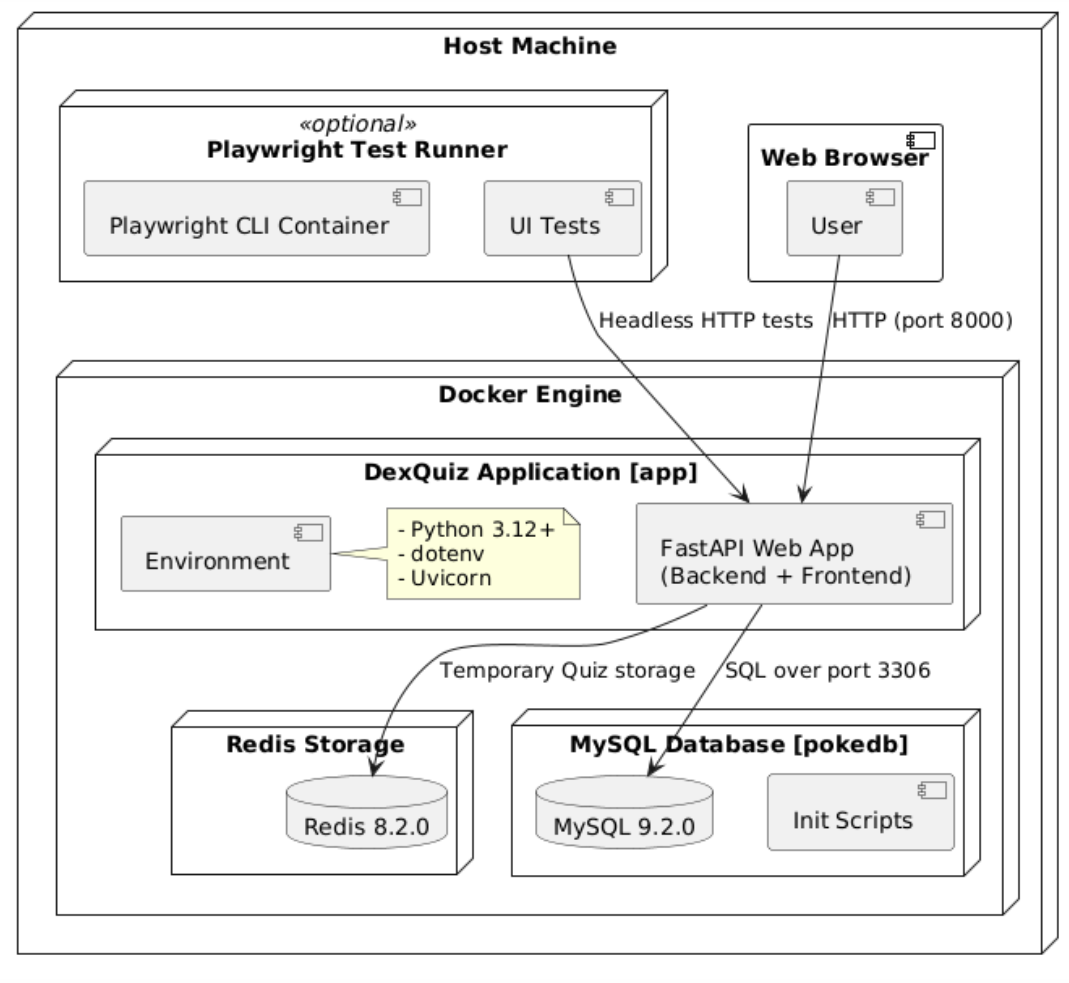 Host Machine
«optional»
Playwright Test Runner
Playwright CLI Container
UI Tests
Web Browser
User
Headless HTTP tests
HTTP (port 8000)
Docker Engine
DexQuiz Application [app]
Environment
- Python 3.12+
- dotenv
- Uvicorn
FastAPI Web App
(Backend + Frontend)
Temporary Quiz storage
SQL over port 3306
Redis Storage
Redis 8.2.0
MySQL Database [pokedb]
MySQL 9.2.0
Init Scripts